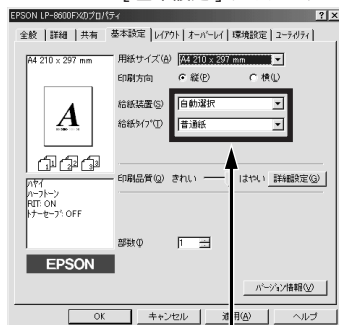 EPSON LP-8600FXのプロパティ
全般 詳細 共有 基本設定 レイアウト オーバーレイ 環境設定 ユーティリティ
A4 210 x 297 mm
用紙サイズ(A) A4 210 x 297 mm
印刷方向 縦(P) 横(L)
給紙装置(S) 自動選択
給紙タイプ(T) 普通紙
A
印刷品質(Q) きれい はやい 詳細設定(G)
ハヤイ
ハーフトーン
RIT: ON
トナーセーブ: OFF
部数(I) 1
EPSON
バージョン情報(V)
OK キャンセル 適用(A) ヘルプ